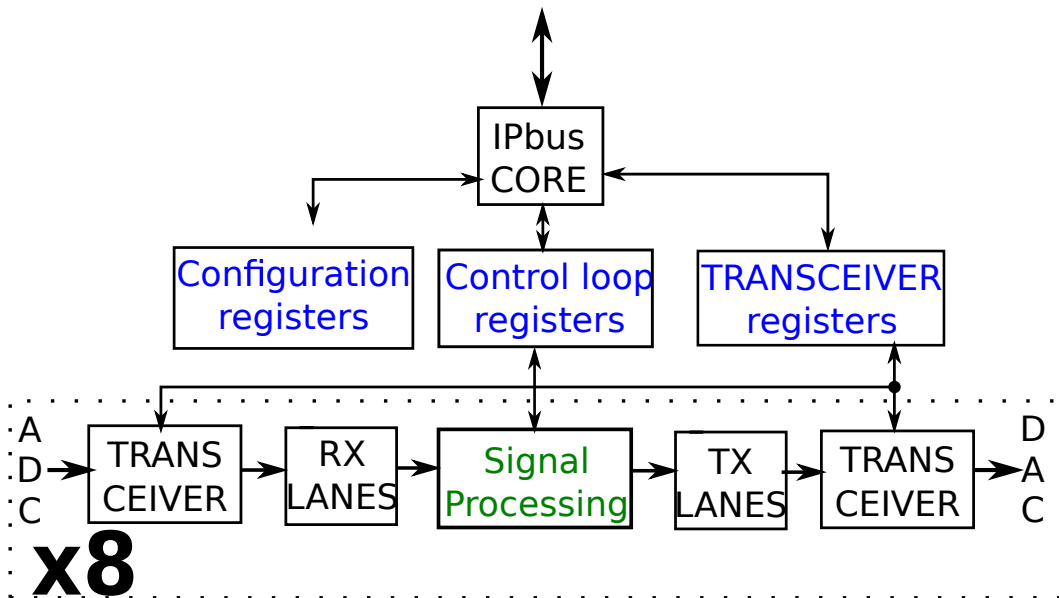 IPbus
CORE
Configuration
registers
Control loop
registers
TRANSCEIVER
registers
A
D
C
TRANS
CEIVER
RX
LANES
Signal
Processing
TX
LANES
TRANS
CEIVER
D
A
C
x8